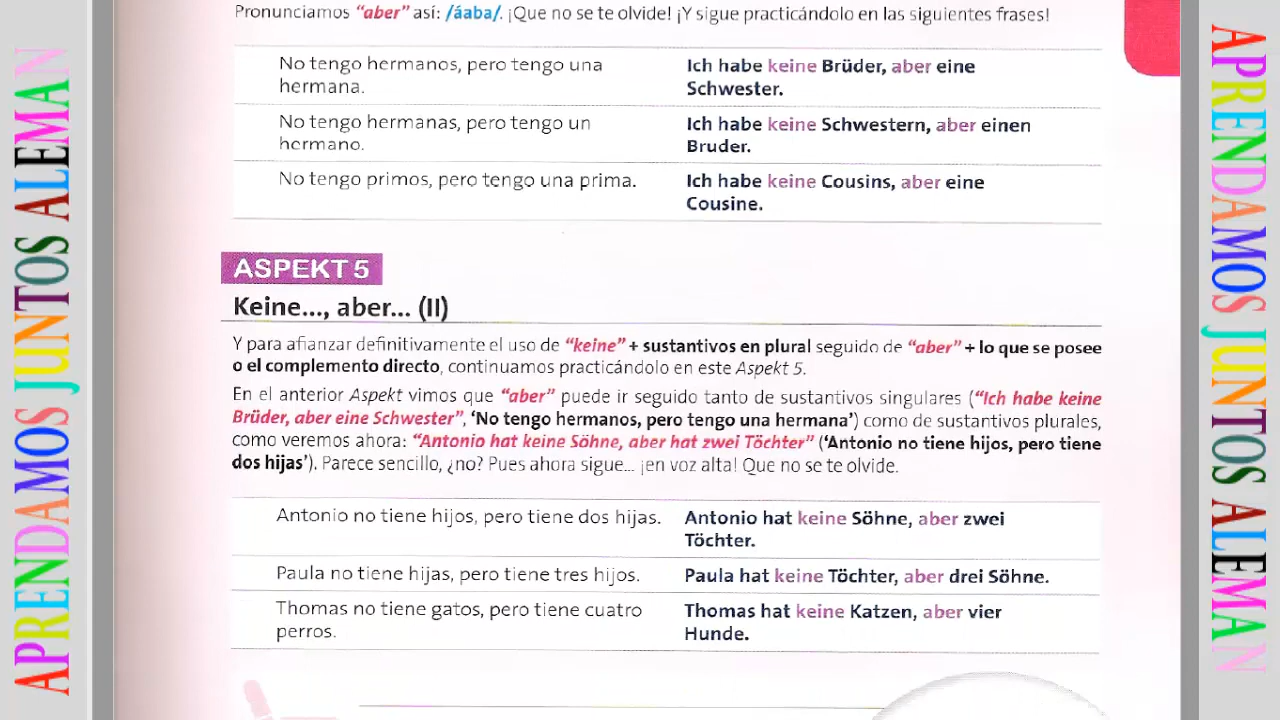 APRENDAMOS JUNTOS ALEMAN
Pronunciamos "aber" así: /áaba/. ¡Que no se te olvide! ¡Y sigue practicándolo en las siguientes frases!
No tengo hermanos, pero tengo una
hermana.
Ich habe keine Brüder, aber eine
Schwester.
No tengo hermanas, pero tengo un
hermano.
Ich habe keine Schwestern, aber einen
Bruder.
No tengo primos, pero tengo una prima.
Ich habe keine Cousins, aber eine
Cousine.
ASPEKT 5
Keine..., aber... (II)
Y para afianzar definitivamente el uso de "keine" + sustantivos en plural seguido de "aber" + lo que se posee
o el complemento directo, continuamos practicándolo en este Aspekt 5.
En el anterior Aspekt vimos que "aber" puede ir seguido tanto de sustantivos singulares ("Ich habe keine
Brüder, aber eine Schwester", 'No tengo hermanos, pero tengo una hermana') como de sustantivos plurales,
como veremos ahora: "Antonio hat keine Söhne, aber hat zwei Töchter" ('Antonio no tiene hijos, pero tiene
dos hijas'). Parece sencillo, ¿no? Pues ahora sigue... ¡en voz alta! Que no se te olvide.
Antonio no tiene hijos, pero tiene dos hijas.
Antonio hat keine Söhne, aber zwei
Töchter.
Paula no tiene hijas, pero tiene tres hijos.
Paula hat keine Töchter, aber drei Söhne.
Thomas no tiene gatos, pero tiene cuatro
perros.
Thomas hat keine Katzen, aber vier
Hunde.
APRENDAMOS JUNTOS ALEMAN